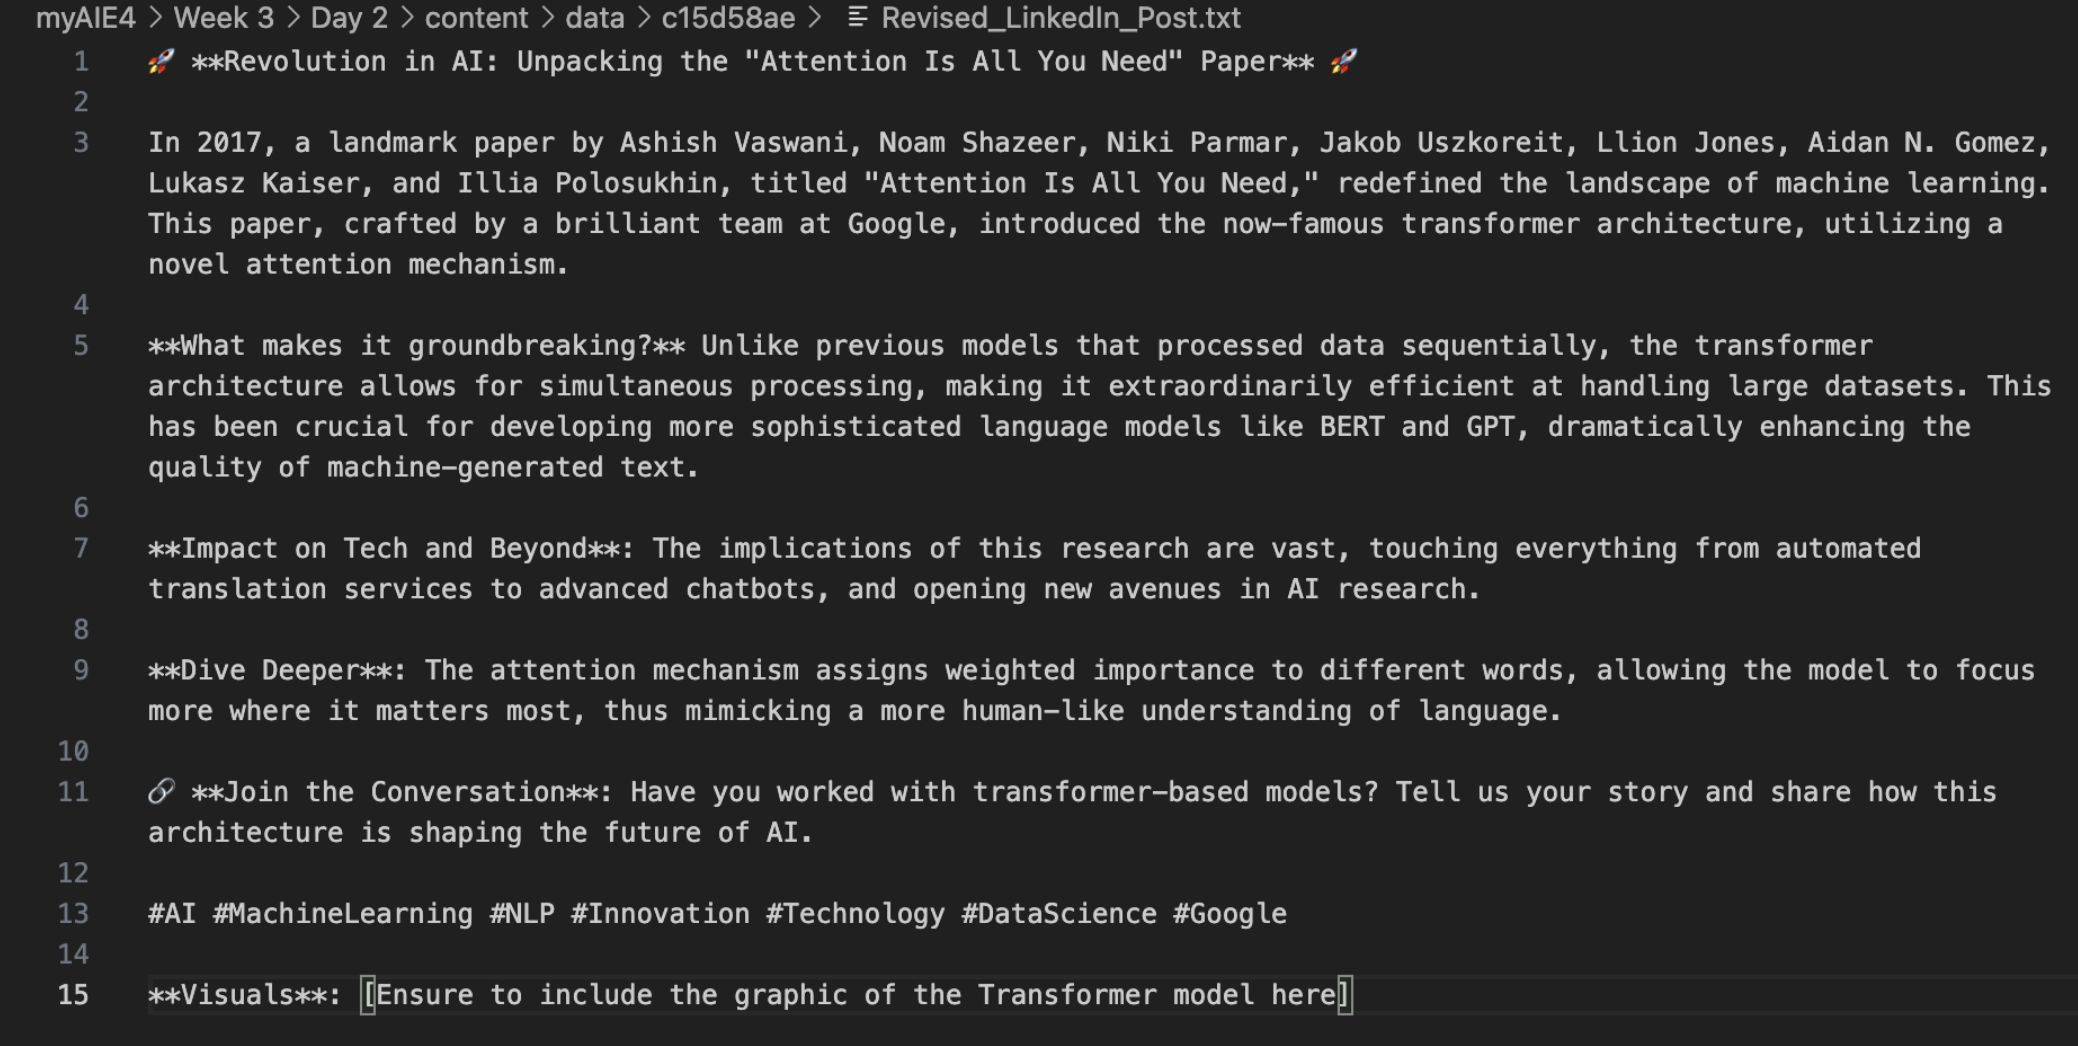 myAIE4 > Week 3 > Day 2 > content > data > c15d58ae > Revised_LinkedIn_Post.txt
1 🚀 **Revolution in AI: Unpacking the "Attention Is All You Need" Paper** 🚀
2
3 In 2017, a landmark paper by Ashish Vaswani, Noam Shazeer, Niki Parmar, Jakob Uszkoreit, Llion Jones, Aidan N. Gomez,
Lukasz Kaiser, and Illia Polosukhin, titled "Attention Is All You Need," redefined the landscape of machine learning.
This paper, crafted by a brilliant team at Google, introduced the now-famous transformer architecture, utilizing a
novel attention mechanism.
4
5 **What makes it groundbreaking?** Unlike previous models that processed data sequentially, the transformer
architecture allows for simultaneous processing, making it extraordinarily efficient at handling large datasets. This
has been crucial for developing more sophisticated language models like BERT and GPT, dramatically enhancing the
quality of machine-generated text.
6
7 **Impact on Tech and Beyond**: The implications of this research are vast, touching everything from automated
translation services to advanced chatbots, and opening new avenues in AI research.
8
9 **Dive Deeper**: The attention mechanism assigns weighted importance to different words, allowing the model to focus
more where it matters most, thus mimicking a more human-like understanding of language.
10
11 🔗 **Join the Conversation**: Have you worked with transformer-based models? Tell us your story and share how this
architecture is shaping the future of AI.
12
13 #AI #MachineLearning #NLP #Innovation #Technology #DataScience #Google
14
15 **Visuals**: [Ensure to include the graphic of the Transformer model here]